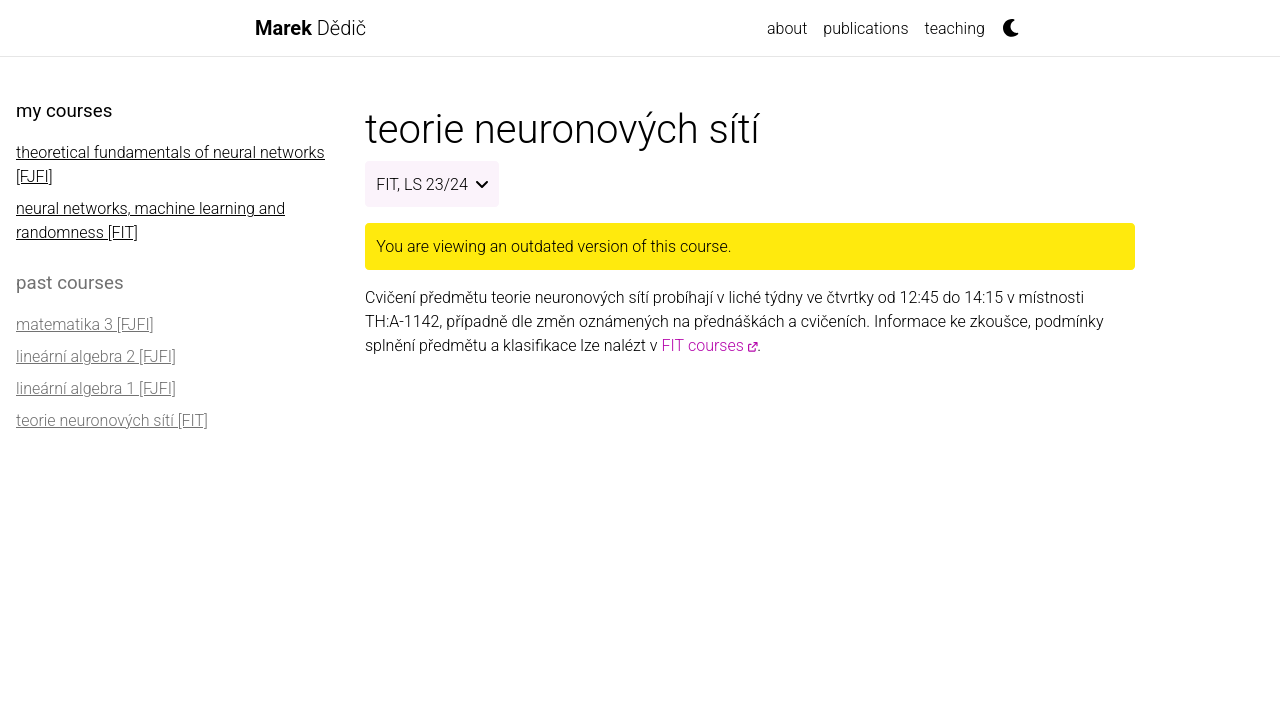 Marek Dědič
about publications teaching
my courses
theoretical fundamentals of neural networks
[FJFI]
neural networks, machine learning and
randomness [FIT]
past courses
matematika 3 [FJFI]
lineární algebra 2 [FJFI]
lineární algebra 1 [FJFI]
teorie neuronových sítí [FIT]
teorie neuronových sítí
FIT, LS 23/24
You are viewing an outdated version of this course.
Cvičení předmětu teorie neuronových sítí probíhají v liché týdny ve čtvrtky od 12:45 do 14:15 v místnosti
TH:A-1142, případně dle změn oznámených na přednáškách a cvičeních. Informace ke zkoušce, podmínky
splnění předmětu a klasifikace lze nalézt v FIT courses.